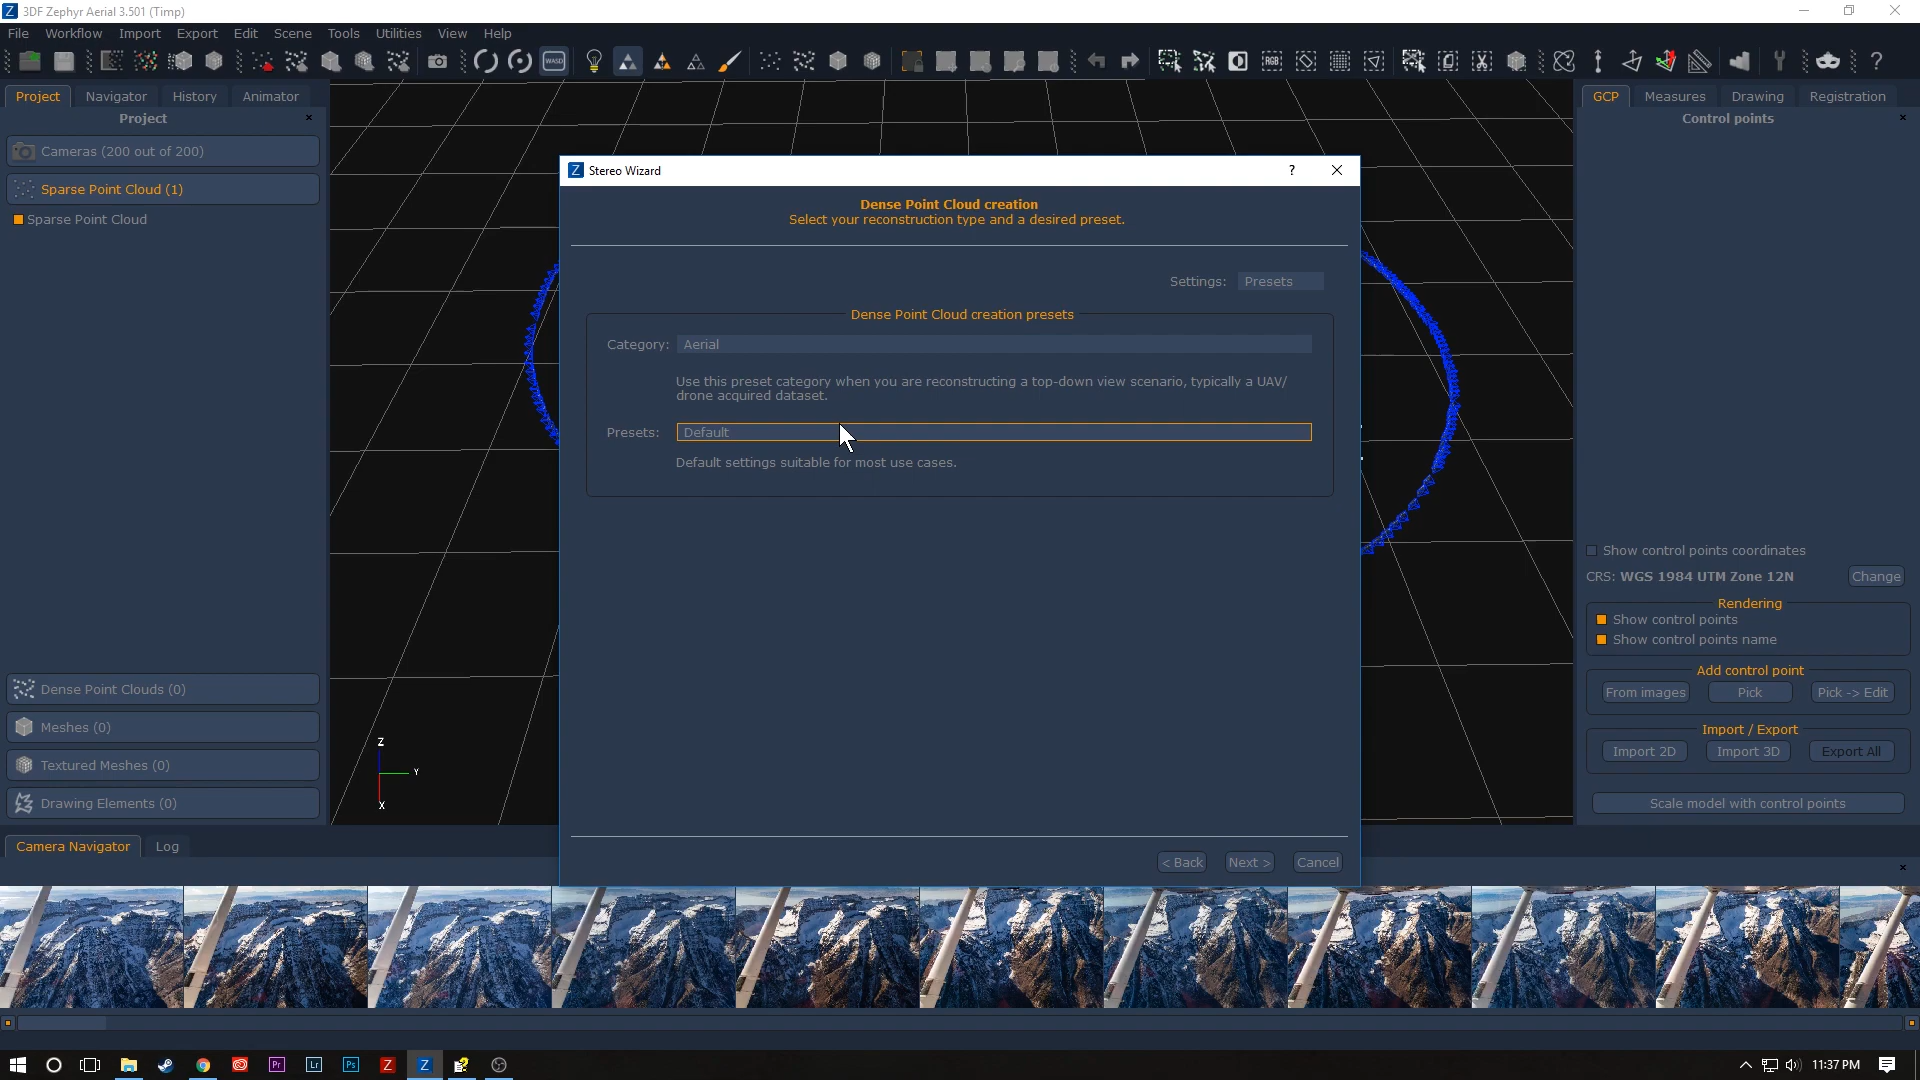 3DF Zephyr Aerial 3.501 (Timp)
File Workflow Import Export Edit Scene Tools Utilities View Help
WASD
RGB
Project Navigator History Animator
Project
Cameras (200 out of 200)
Sparse Point Cloud (1)
Sparse Point Cloud
Dense Point Clouds (0)
Meshes (0)
Textured Meshes (0)
Drawing Elements (0)
Z
Y
X
Stereo Wizard
Dense Point Cloud creation
Select your reconstruction type and a desired preset.
Settings: Presets
Dense Point Cloud creation presets
Category: Aerial
Use this preset category when you are reconstructing a top-down view scenario, typically a UAV/
drone acquired dataset.
Presets: Default
Default settings suitable for most use cases.
< Back Next > Cancel
GCP Measures Drawing Registration
Control points
Show control points coordinates
CRS: WGS 1984 UTM Zone 12N Change
Rendering
Show control points
Show control points name
Add control point
From images Pick Pick -> Edit
Import / Export
Import 2D Import 3D Export All
Scale model with control points
Camera Navigator Log
Pr Lr Ps Z Z
11:37 PM